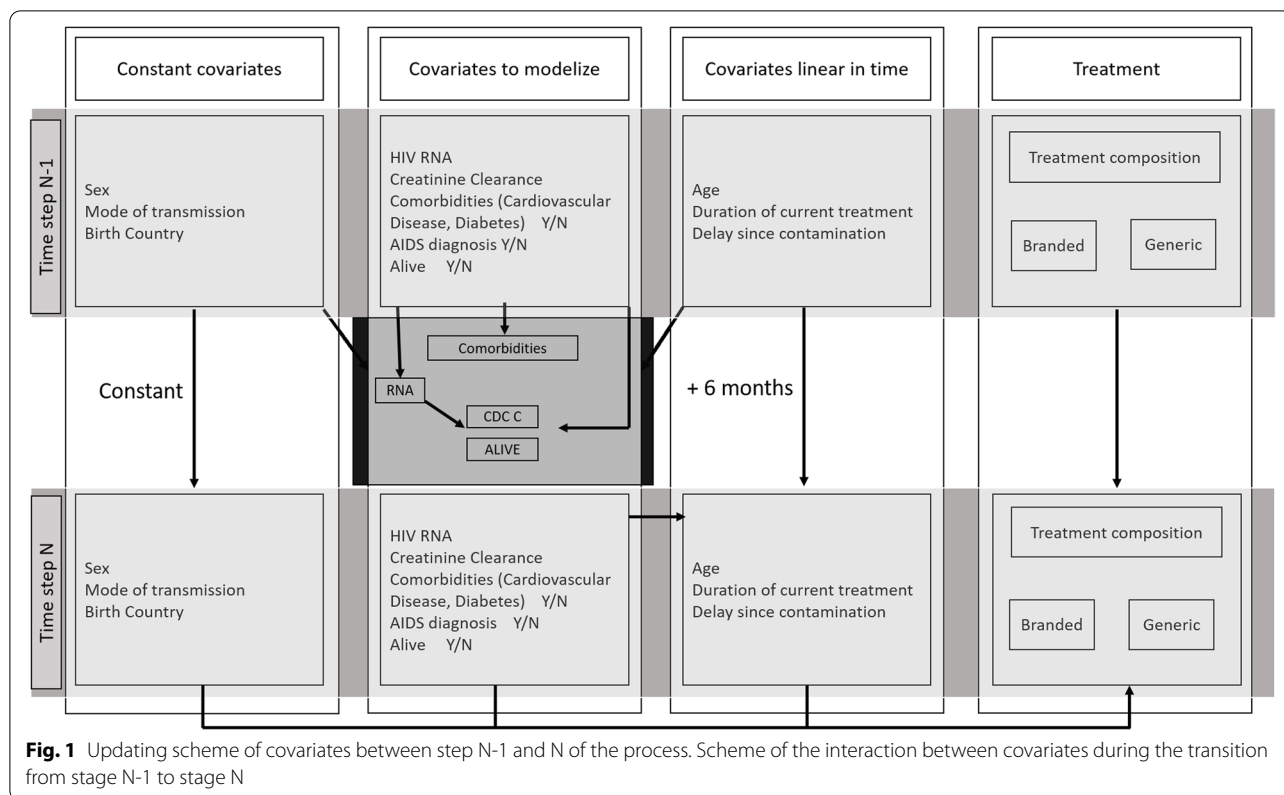 Constant covariates
Covariates to modelize
Covariates linear in time
Treatment
Time step N-1
Sex
Mode of transmission
Birth Country
HIV RNA
Creatinine Clearance
Comorbidities (Cardiovascular
Disease, Diabetes) Y/N
AIDS diagnosis Y/N
Alive Y/N
Age
Duration of current treatment
Delay since contamination
Treatment composition
Branded
Generic
Constant
Comorbidities
RNA
CDC C
ALIVE
+ 6 months
Time step N
Sex
Mode of transmission
Birth Country
HIV RNA
Creatinine Clearance
Comorbidities (Cardiovascular
Disease, Diabetes) Y/N
AIDS diagnosis Y/N
Alive Y/N
Age
Duration of current treatment
Delay since contamination
Treatment composition
Branded
Generic
Fig. 1 Updating scheme of covariates between step N-1 and N of the process. Scheme of the interaction between covariates during the transition
from stage N-1 to stage N